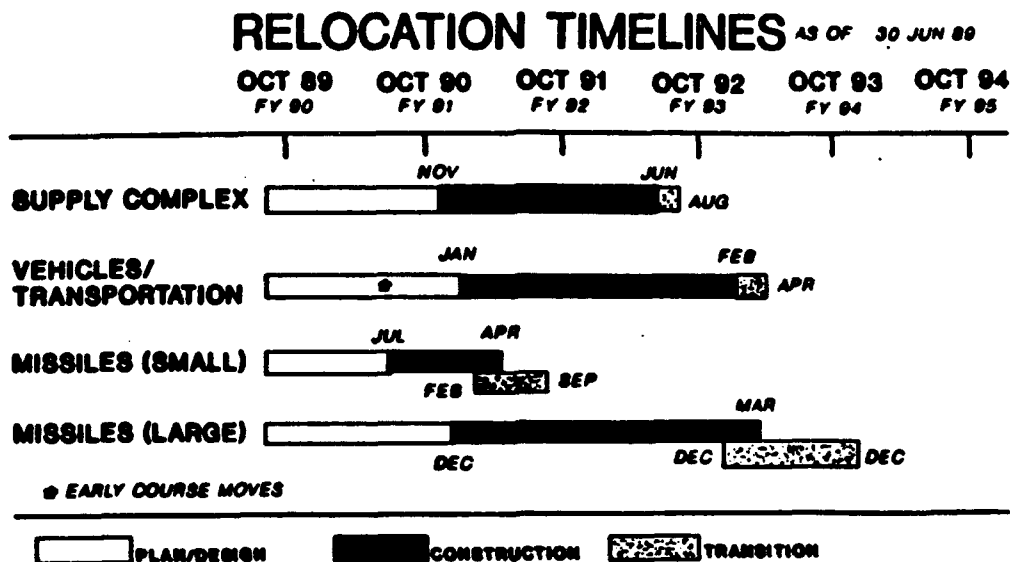 RELOCATION TIMELINES AS OF 30 JUN 89
OCT 89 OCT 90 OCT 91 OCT 92 OCT 93 OCT 94
FY 90 FY 91 FY 92 FY 93 FY 94 FY 95
NOV JUN
SUPPLY COMPLEX AUG
JAN FEB
VEHICLES/
TRANSPORTATION APR
JUL APR
MISSILES (SMALL)
FEB SEP
MAR
MISSILES (LARGE)
DEC DEC DEC
* EARLY COURSE MOVES
PLAN/DESIGN CONSTRUCTION TRANSITION